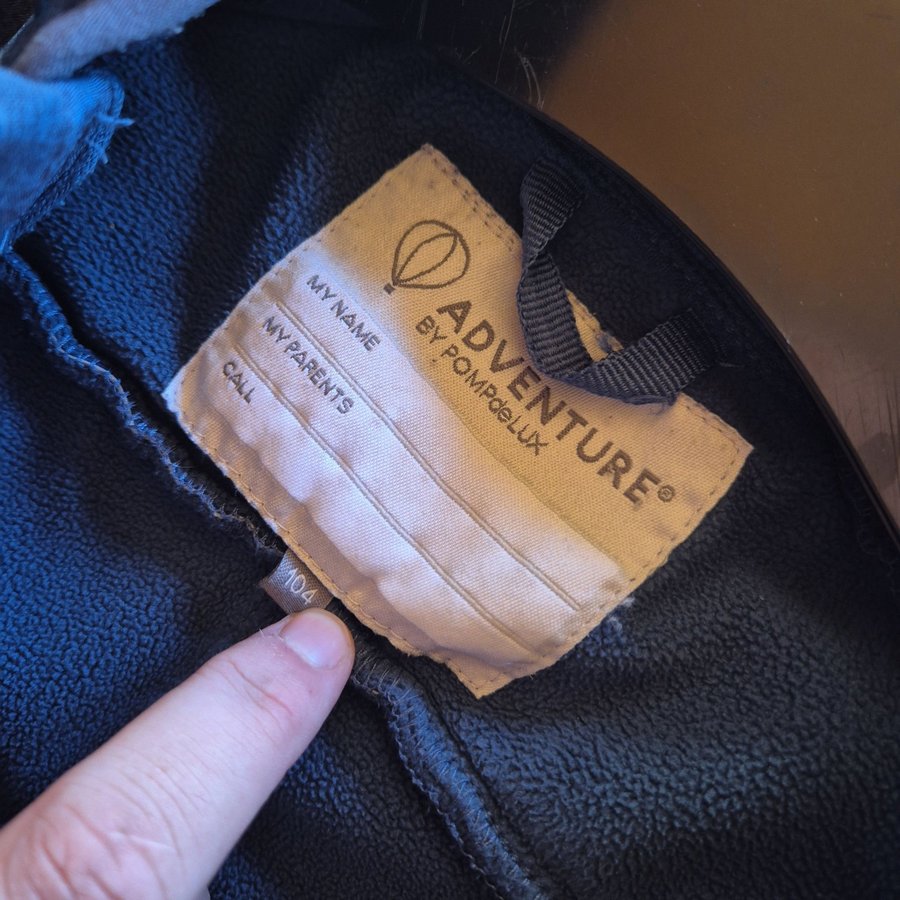 ADVENTURE®
BY POMPdeLUX
MY NAME
MY PARENTS
CALL
104